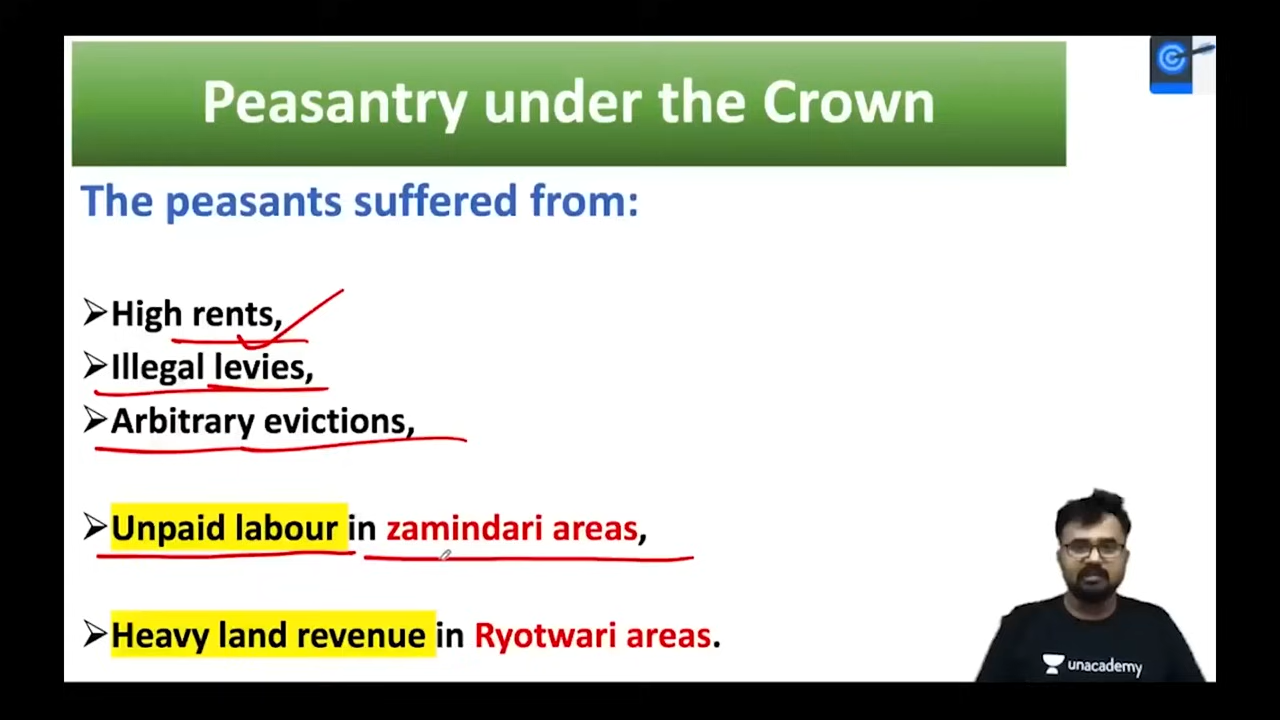 Peasantry under the Crown
The peasants suffered from:
➢High rents,
➢Illegal levies,
➢Arbitrary evictions,
➢Unpaid labour in zamindari areas,
➢Heavy land revenue in Ryotwari areas.
unacademy